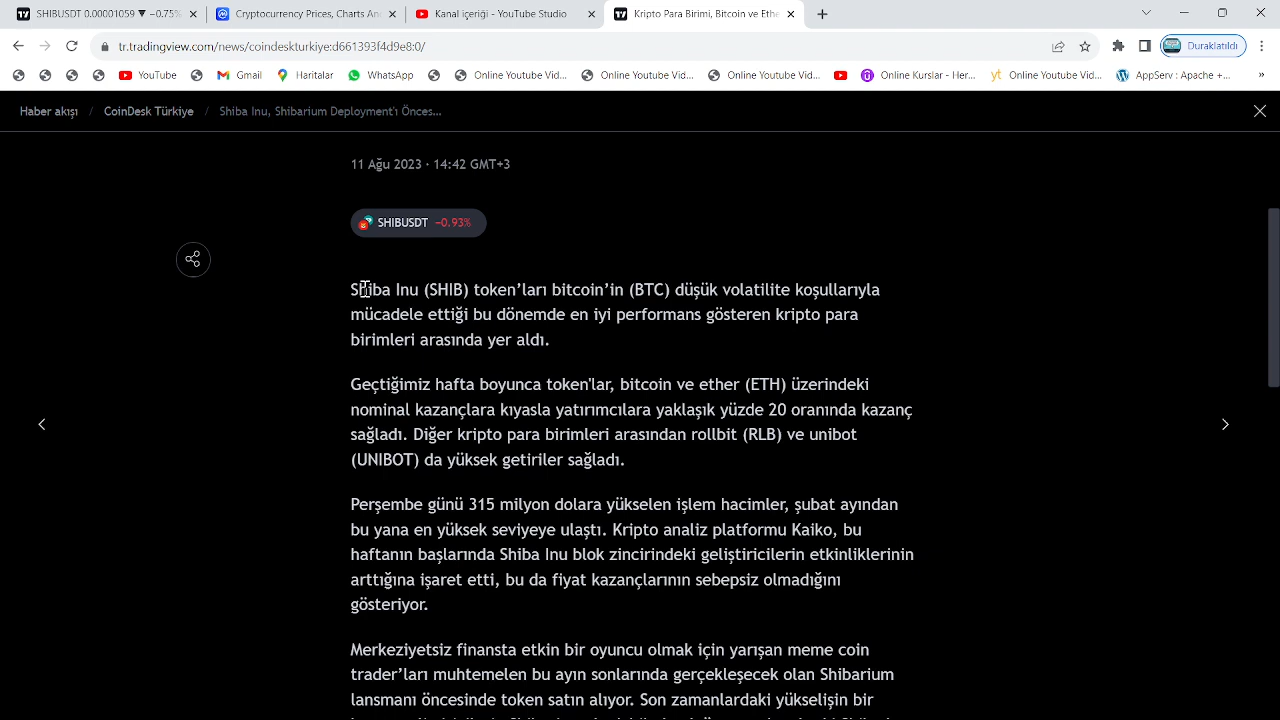 SHIBUSDT 0.00001059 ▼ −0.75%
Cryptocurrency Prices, Charts An
Kanal içeriği - YouTube Studio
Kripto Para Birimi, Bitcoin ve Ethe
tr.tradingview.com/news/coindeskturkiye:d661393f4d9e8:0/
Duraklatıldı
YouTube
Gmail
Haritalar
WhatsApp
Online Youtube Vid...
Online Youtube Vid...
Online Youtube Vid...
Online Kurslar - Her...
Online Youtube Vid...
AppServ : Apache +...
Haber akışı / CoinDesk Türkiye / Shiba Inu, Shibarium Deployment'ı Önces...
11 Ağu 2023 · 14:42 GMT+3
SHIBUSDT −0.93%
Shiba Inu (SHIB) token’ları bitcoin’in (BTC) düşük volatilite koşullarıyla
mücadele ettiği bu dönemde en iyi performans gösteren kripto para
birimleri arasında yer aldı.
Geçtiğimiz hafta boyunca token'lar, bitcoin ve ether (ETH) üzerindeki
nominal kazançlara kıyasla yatırımcılara yaklaşık yüzde 20 oranında kazanç
sağladı. Diğer kripto para birimleri arasından rollbit (RLB) ve unibot
(UNIBOT) da yüksek getiriler sağladı.
Perşembe günü 315 milyon dolara yükselen işlem hacimler, şubat ayından
bu yana en yüksek seviyeye ulaştı. Kripto analiz platformu Kaiko, bu
haftanın başlarında Shiba Inu blok zincirindeki geliştiricilerin etkinliklerinin
arttığına işaret etti, bu da fiyat kazançlarının sebepsiz olmadığını
gösteriyor.
Merkeziyetsiz finansta etkin bir oyuncu olmak için yarışan meme coin
trader’ları muhtemelen bu ayın sonlarında gerçekleşecek olan Shibarium
lansmanı öncesinde token satın alıyor. Son zamanlardaki yükselişin bir